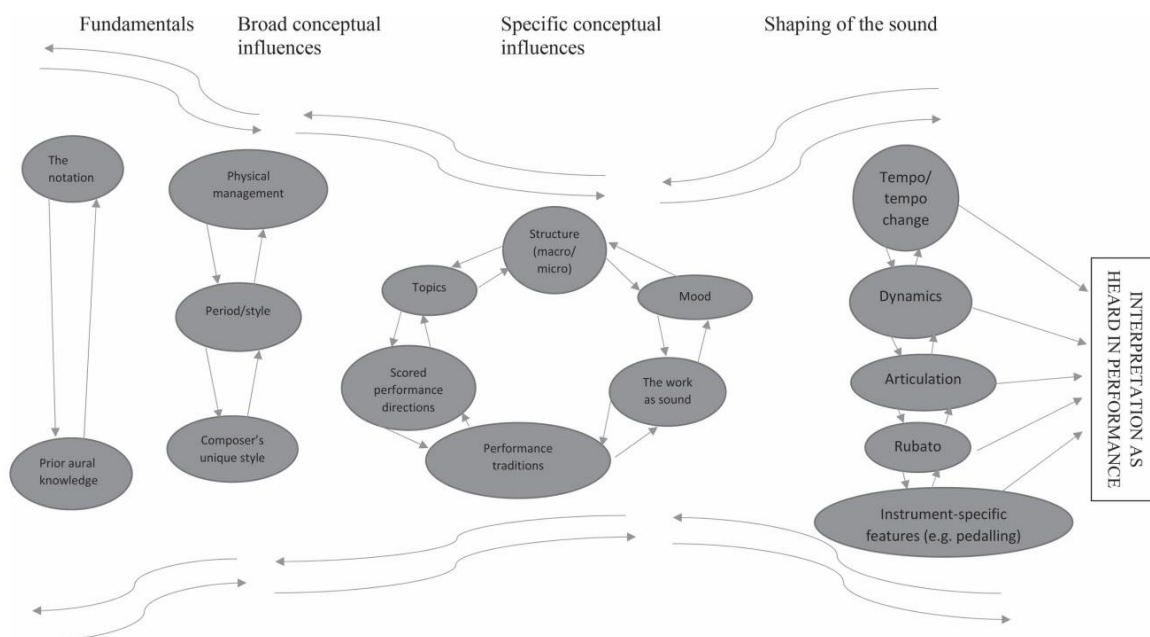 Fundamentals
Broad conceptual
influences
Specific conceptual
influences
Shaping of the sound
The
notation
Prior aural
knowledge
Physical
management
Period/style
Composer's
unique style
Structure
(macro/
micro)
Topics
Mood
Scored
performance
directions
The work
as sound
Performance
traditions
Tempo/
tempo
change
Dynamics
Articulation
Rubato
Instrument-specific
features (e.g. pedalling)
INTERPRETATION AS
HEARD IN PERFORMANCE